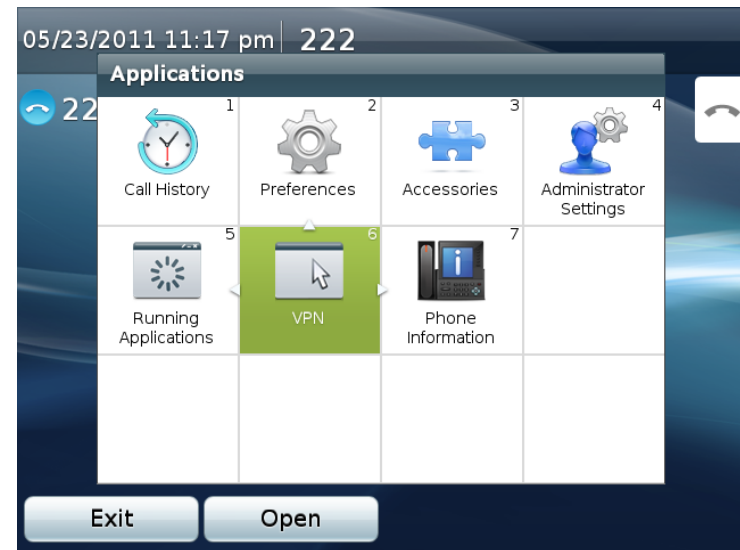 05/23/2011 11:17 pm 222
Applications
22
1 2 3 4
Call History Preferences Accessories Administrator
Settings
5 6 7
Running VPN Phone
Applications Information
Exit Open